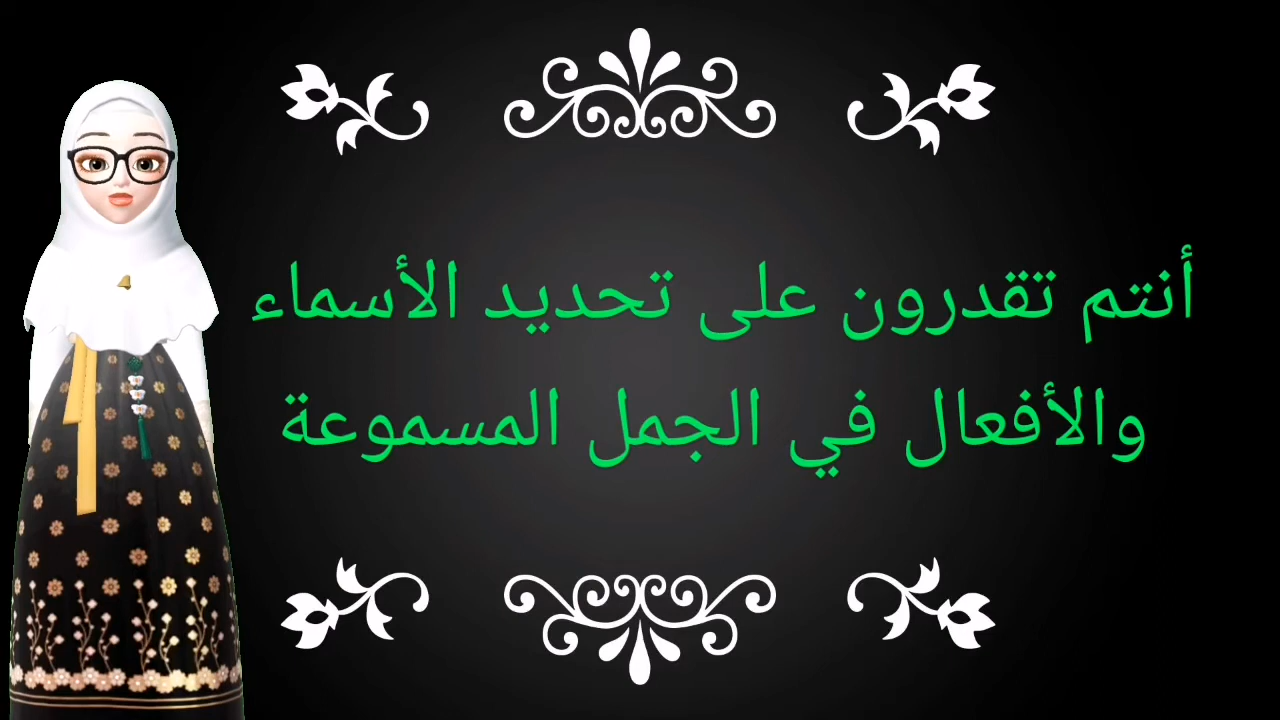 أنتم تقدرون على تحديد الأسماء
والأفعال في الجمل المسموعة